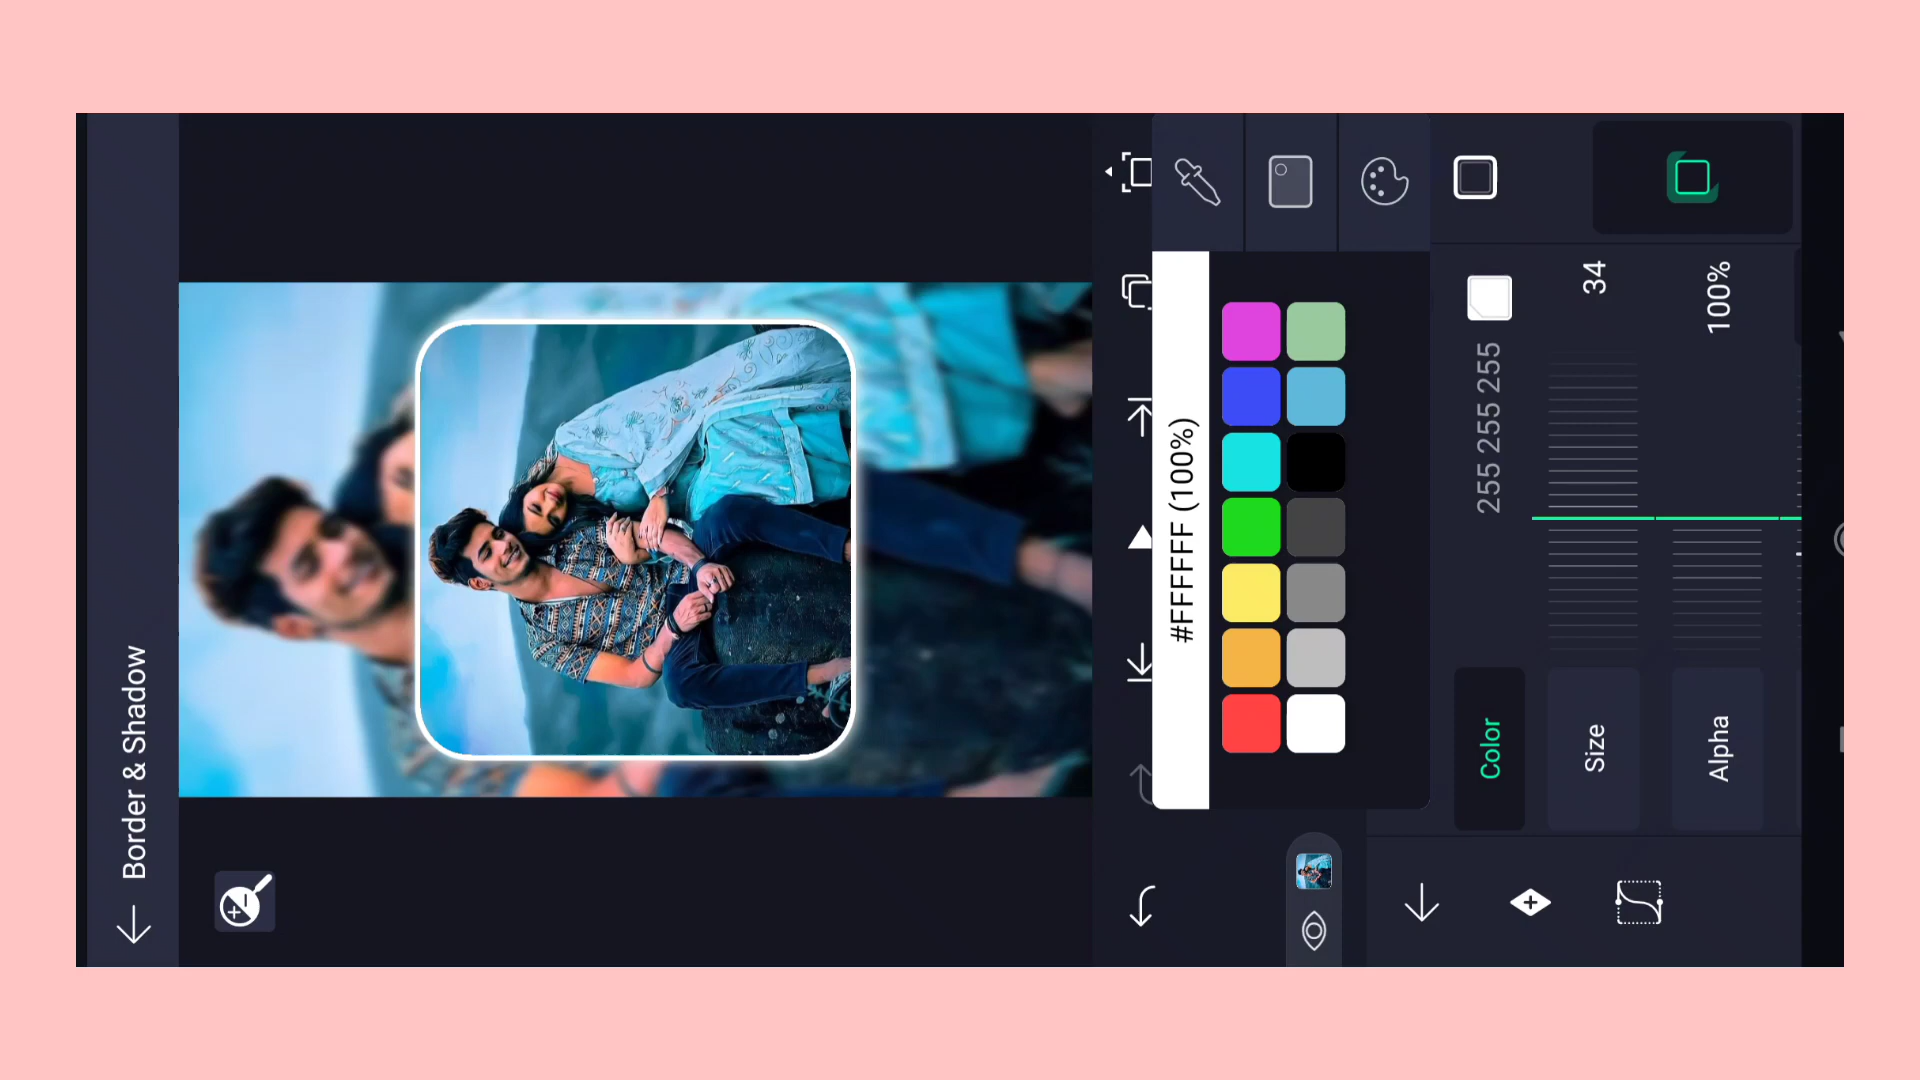 Border & Shadow
#FFFFFF (100%)
Color
255 255 255
Size
34
Alpha
100%